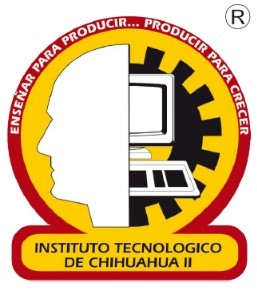 ®
ENSEÑAR PARA PRODUCIR... PRODUCIR PARA CRECER
INSTITUTO TECNOLOGICO
DE CHIHUAHUA II